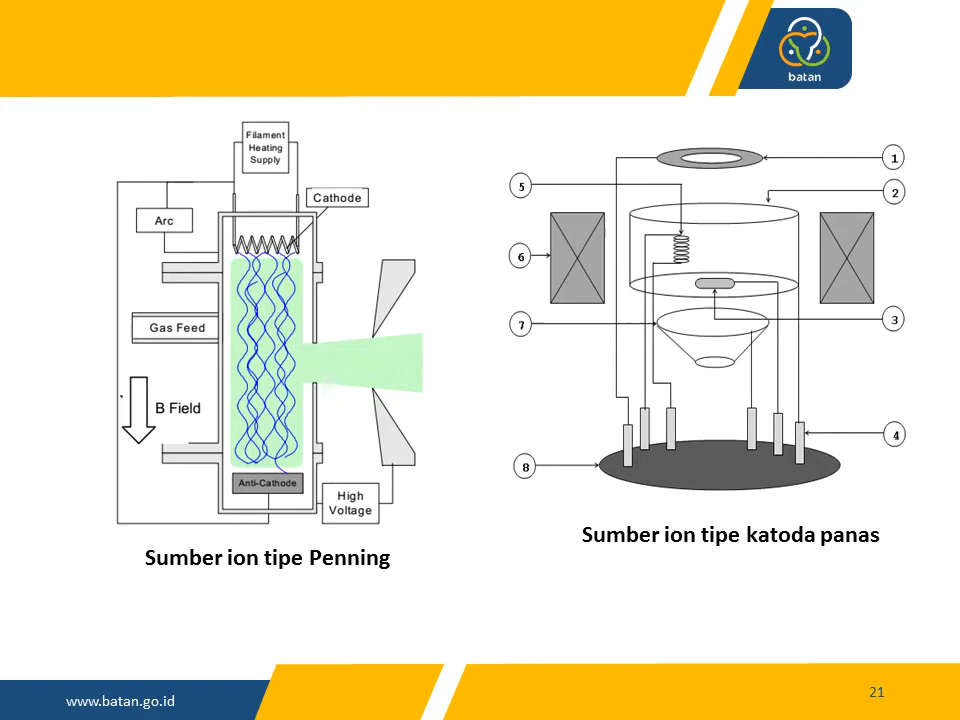 batan
Filament
Heating
Supply
Cathode
Arc
Gas Feed
B Field
Anti-Cathode
High
Voltage
Sumber ion tipe Penning
1
2
3
4
5
6
7
8
Sumber ion tipe katoda panas
www.batan.go.id
21